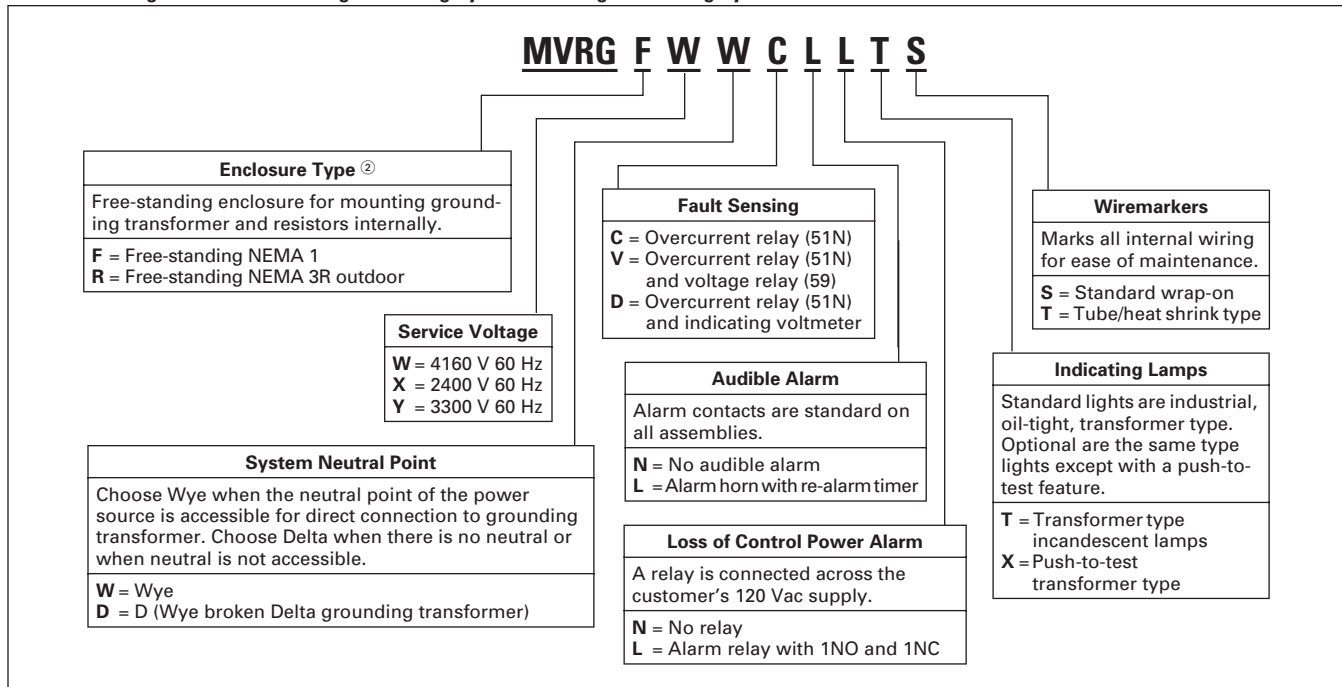 MVRG F W W C L L T S
Enclosure Type ②
Free-standing enclosure for mounting ground-
ing transformer and resistors internally.
F = Free-standing NEMA 1
R = Free-standing NEMA 3R outdoor
Service Voltage
W = 4160 V 60 Hz
X = 2400 V 60 Hz
Y = 3300 V 60 Hz
System Neutral Point
Choose Wye when the neutral point of the power
source is accessible for direct connection to grounding
transformer. Choose Delta when there is no neutral or
when neutral is not accessible.
W = Wye
D = D (Wye broken Delta grounding transformer)
Fault Sensing
C = Overcurrent relay (51N)
V = Overcurrent relay (51N)
and voltage relay (59)
D = Overcurrent relay (51N)
and indicating voltmeter
Audible Alarm
Alarm contacts are standard on
all assemblies.
N = No audible alarm
L = Alarm horn with re-alarm timer
Loss of Control Power Alarm
A relay is connected across the
customer's 120 Vac supply.
N = No relay
L = Alarm relay with 1NO and 1NC
Wiremarkers
Marks all internal wiring
for ease of maintenance.
S = Standard wrap-on
T = Tube/heat shrink type
Indicating Lamps
Standard lights are industrial,
oil-tight, transformer type.
Optional are the same type
lights except with a push-to-
test feature.
T = Transformer type
incandescent lamps
X = Push-to-test
transformer type